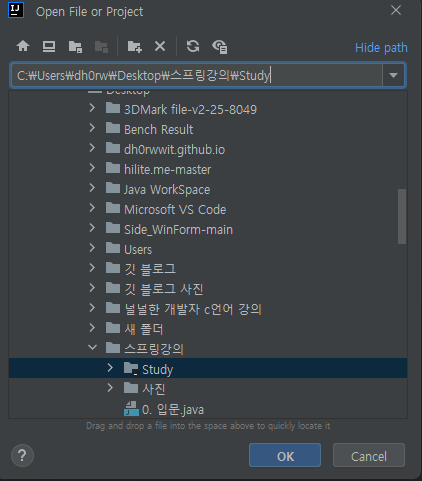 Open File or Project
Hide path
C:₩Users₩dh0rw₩Desktop₩스프링강의₩Study
Desktop
3DMark file-v2-25-8049
Bench Result
dh0rwwit.github.io
hilite.me-master
Java WorkSpace
Microsoft VS Code
Side_WinForm-main
Users
깃 블로그
깃 블로그 사진
널널한 개발자 c언어 강의
새 폴더
스프링강의
Study
사진
0. 입문.java
Drag and drop a file into the space above to quickly locate it
?
OK
Cancel